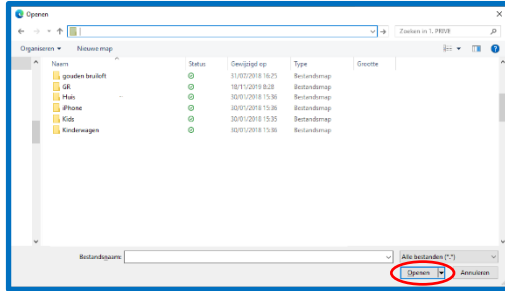 Openen
Zoeken in 1. PRIVE
Organiseren Nieuwe map
Naam Status Gewijzigd op Type Grootte
gouden bruiloft 31/07/2018 16:25 Bestandsmap
GR 18/11/2019 8:28 Bestandsmap
Huis 30/01/2018 15:36 Bestandsmap
iPhone 30/01/2018 15:36 Bestandsmap
Kids 30/01/2018 15:35 Bestandsmap
Kinderwagen 30/01/2018 15:36 Bestandsmap
Bestandsnaam: Alle bestanden (*.*)
Openen Annuleren